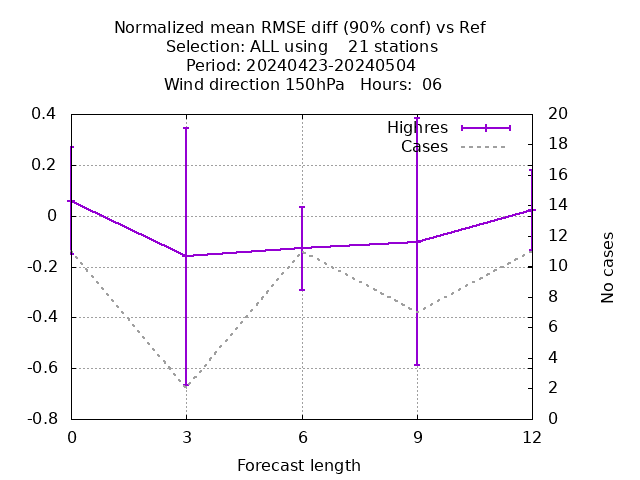 Normalized mean RMSE diff (90% conf) vs Ref
Selection: ALL using    21 stations
Period: 20240423-20240504
Wind direction 150hPa   Hours:  06
0.4
0.2
0
-0.2
-0.4
-0.6
-0.8
Highres
Cases
20
18
16
14
12
10
8
6
4
2
0
No cases
0 3 6 9 12
Forecast length